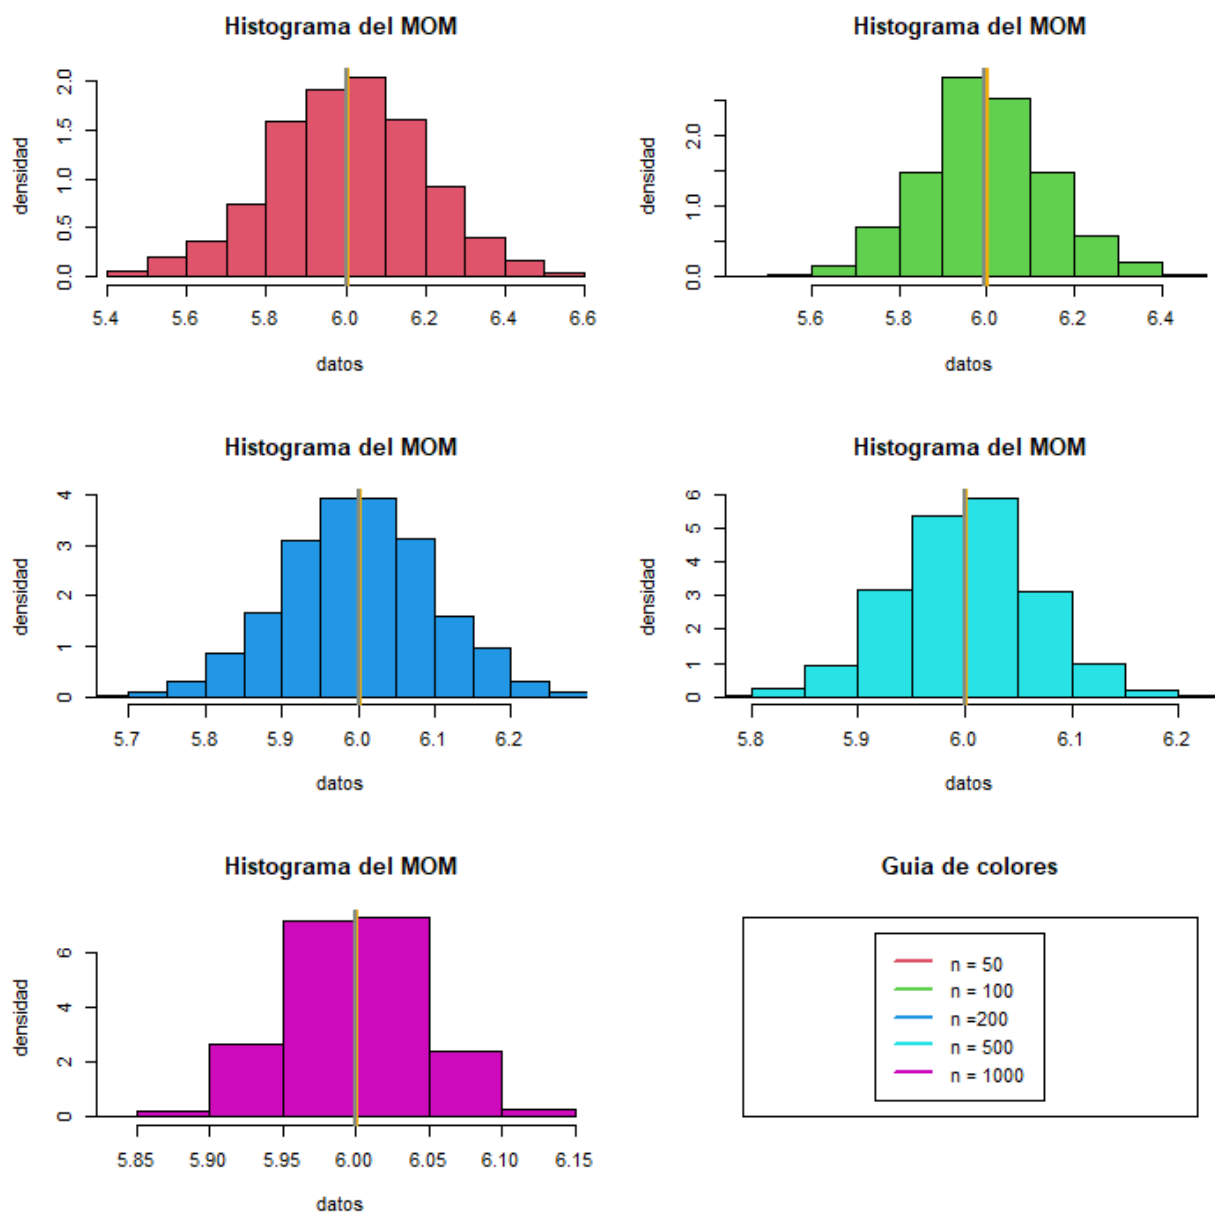 Histograma del MOM
densidad
0.0 0.5 1.0 1.5 2.0
5.4 5.6 5.8 6.0 6.2 6.4 6.6
datos
Histograma del MOM
densidad
0.0 1.0 2.0
5.6 5.8 6.0 6.2 6.4
datos
Histograma del MOM
densidad
0 1 2 3 4
5.7 5.8 5.9 6.0 6.1 6.2
datos
Histograma del MOM
densidad
0 1 2 3 4 5 6
5.8 5.9 6.0 6.1 6.2
datos
Histograma del MOM
densidad
0 2 4 6
5.85 5.90 5.95 6.00 6.05 6.10 6.15
datos
Guia de colores
n = 50
n = 100
n =200
n = 500
n = 1000